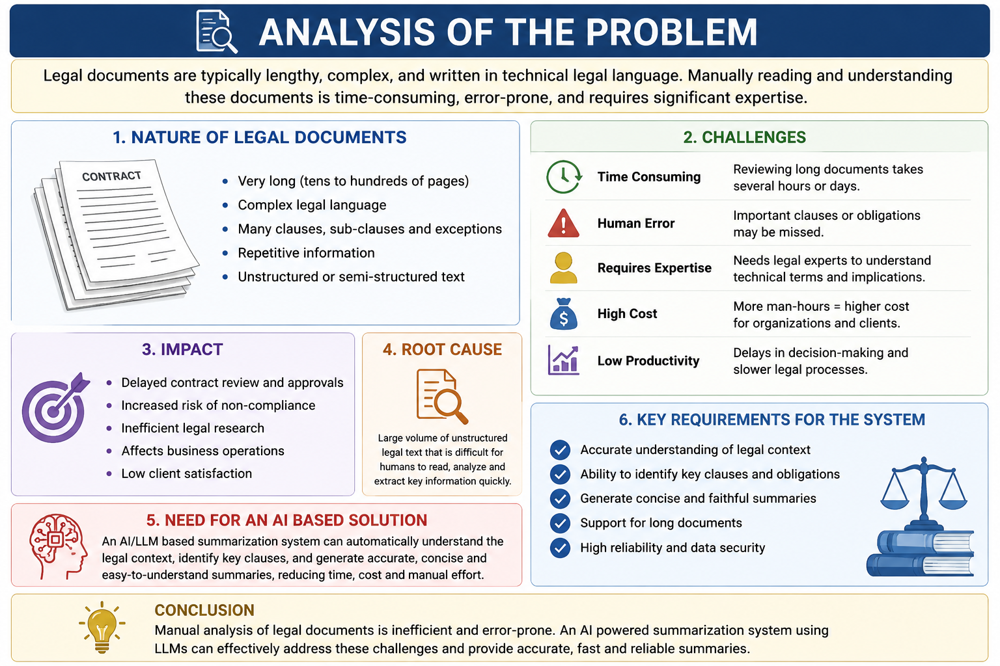 ANALYSIS OF THE PROBLEM
Legal documents are typically lengthy, complex, and written in technical legal language. Manually reading and understanding
these documents is time-consuming, error-prone, and requires significant expertise.
1. NATURE OF LEGAL DOCUMENTS
CONTRACT
• Very long (tens to hundreds of pages)
• Complex legal language
• Many clauses, sub-clauses and exceptions
• Repetitive information
• Unstructured or semi-structured text
2. CHALLENGES
Time Consuming
Reviewing long documents takes
several hours or days.
Human Error
Important clauses or obligations
may be missed.
Requires Expertise
Needs legal experts to understand
technical terms and implications.
$
High Cost
More man-hours = higher cost
for organizations and clients.
Low Productivity
Delays in decision-making and
slower legal processes.
3. IMPACT
• Delayed contract review and approvals
• Increased risk of non-compliance
• Inefficient legal research
• Affects business operations
• Low client satisfaction
4. ROOT CAUSE
Large volume of unstructured
legal text that is difficult for
humans to read, analyze and
extract key information quickly.
5. NEED FOR AN AI BASED SOLUTION
An AI/LLM based summarization system can automatically understand the
legal context, identify key clauses, and generate accurate, concise and
easy-to-understand summaries, reducing time, cost and manual effort.
6. KEY REQUIREMENTS FOR THE SYSTEM
Accurate understanding of legal context
Ability to identify key clauses and obligations
Generate concise and faithful summaries
Support for long documents
High reliability and data security
CONCLUSION
Manual analysis of legal documents is inefficient and error-prone. An AI powered summarization system using
LLMs can effectively address these challenges and provide accurate, fast and reliable summaries.